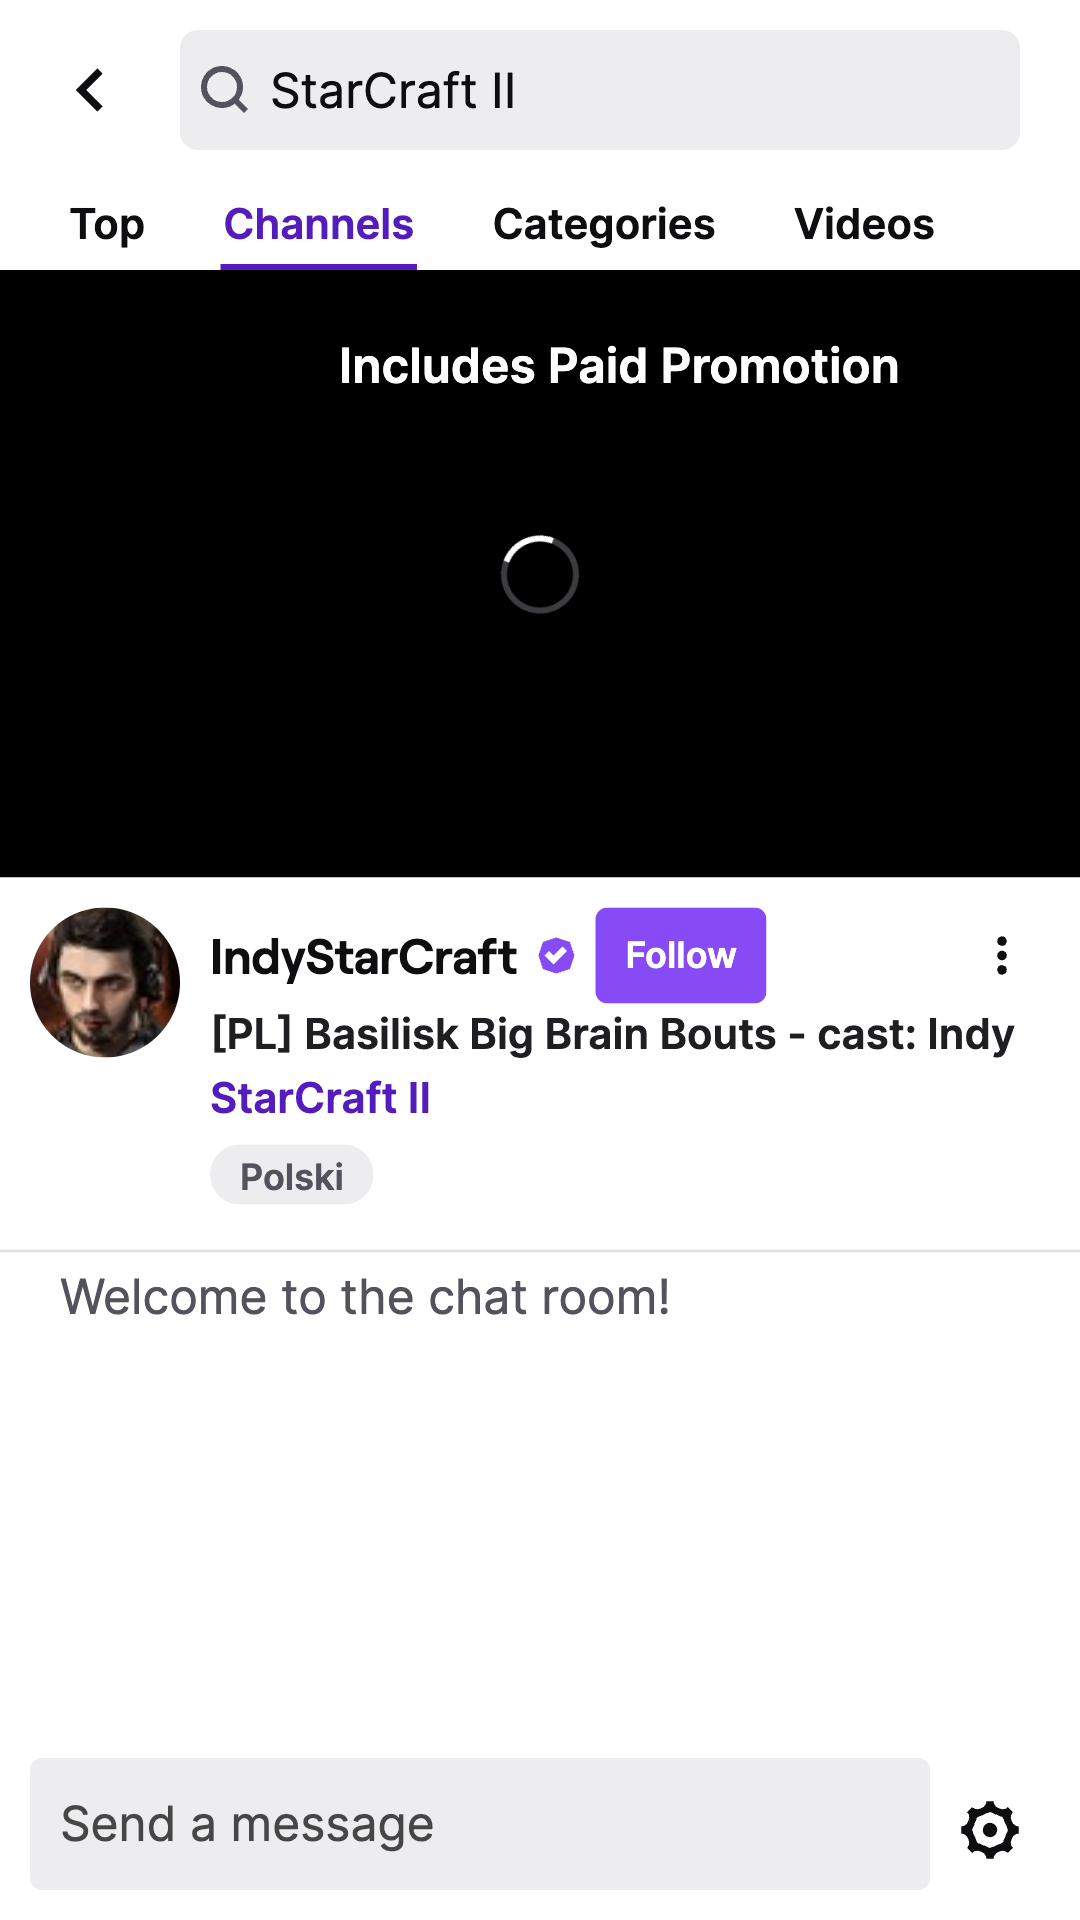 StarCraft II
Top Channels Categories Videos
Includes Paid Promotion
IndyStarCraft Follow
[PL] Basilisk Big Brain Bouts - cast: Indy
StarCraft II
Polski
Welcome to the chat room!
Send a message